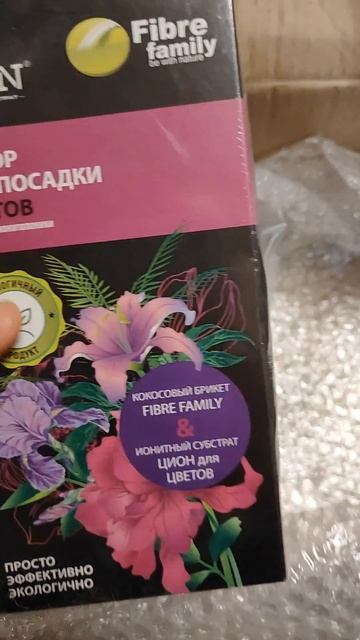 Fibre
family
be with nature
N®
ОР
ПОСАДКИ
ТОВ
КОКОСОВЫЙ БРИКЕТ
FIBRE FAMILY
&
ИОНИТНЫЙ СУБСТРАТ
ЦИОН для
ЦВЕТОВ
ПРОДУКТ
ПРОСТО
ЭФФЕКТИВНО
ЭКОЛОГИЧНО